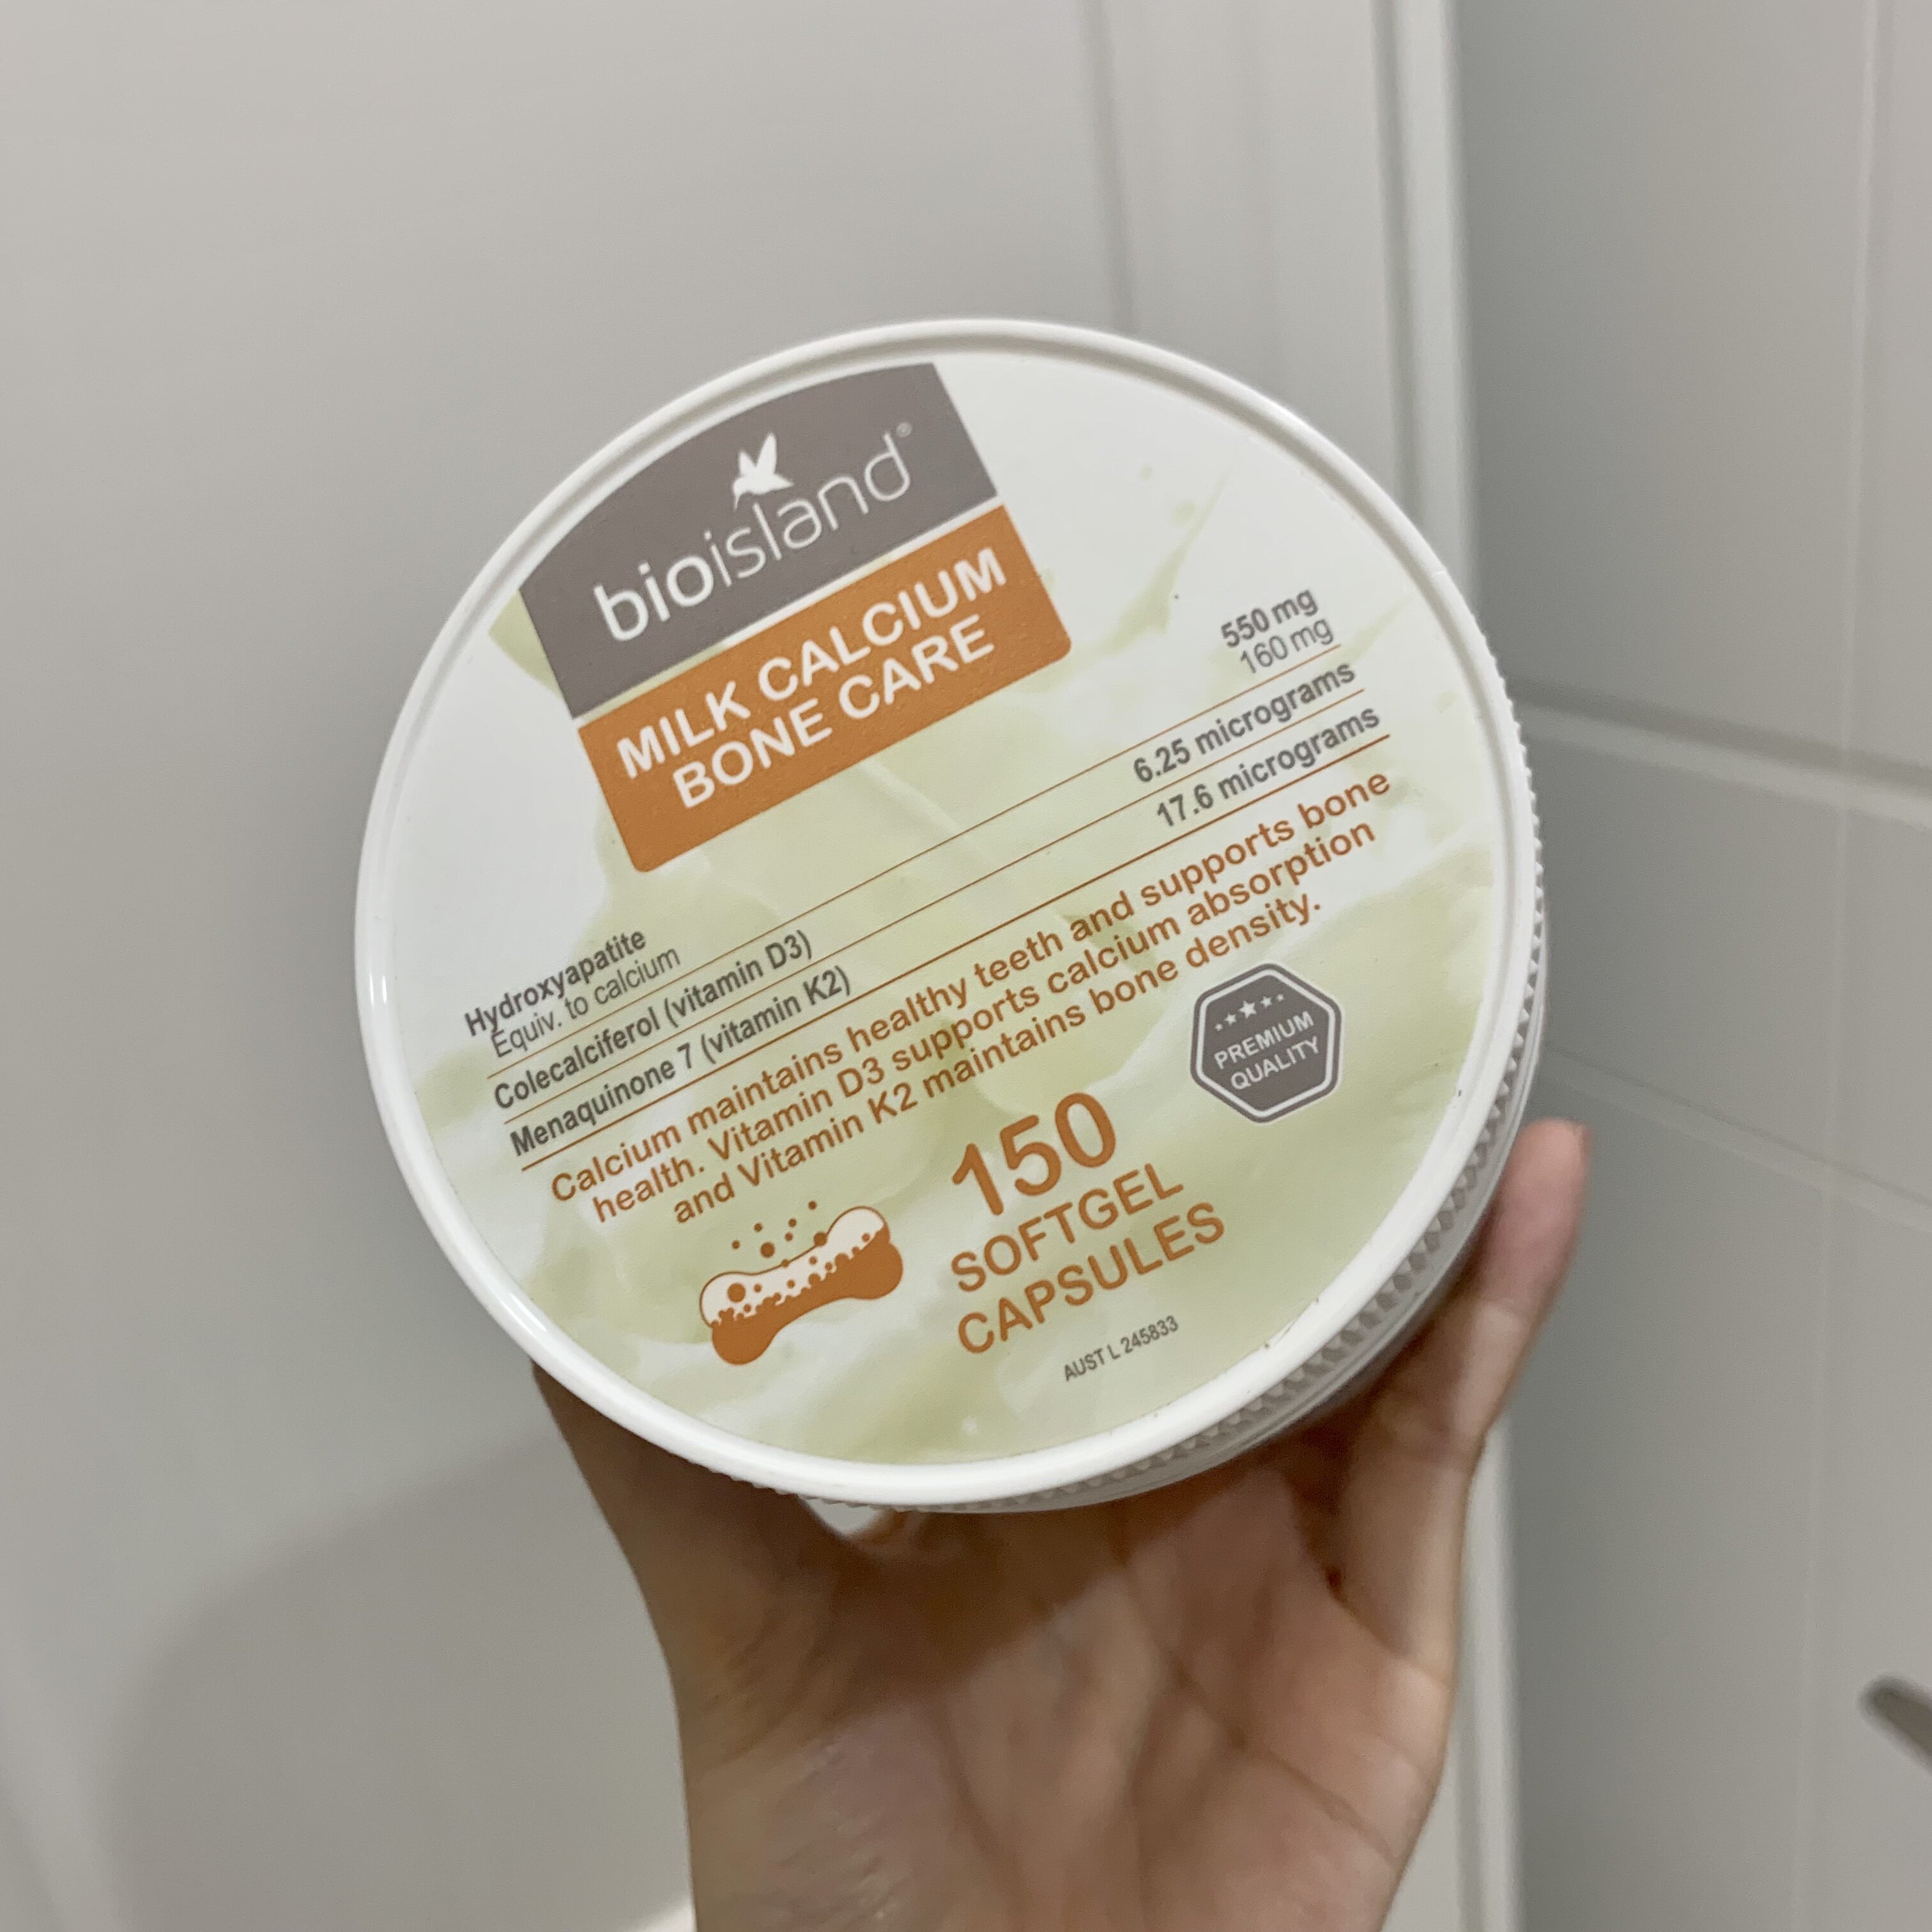 bioisland®
MILK CALCIUM
BONE CARE
Hydroxyapatite 550 mg
Equiv. to calcium 160 mg
Colecalciferol (vitamin D3) 6.25 micrograms
Menaquinone 7 (vitamin K2) 17.6 micrograms
Calcium maintains healthy teeth and supports bone
health. Vitamin D3 supports calcium absorption
and Vitamin K2 maintains bone density.
PREMIUM
QUALITY
150
SOFTGEL
CAPSULES
AUST L 245833